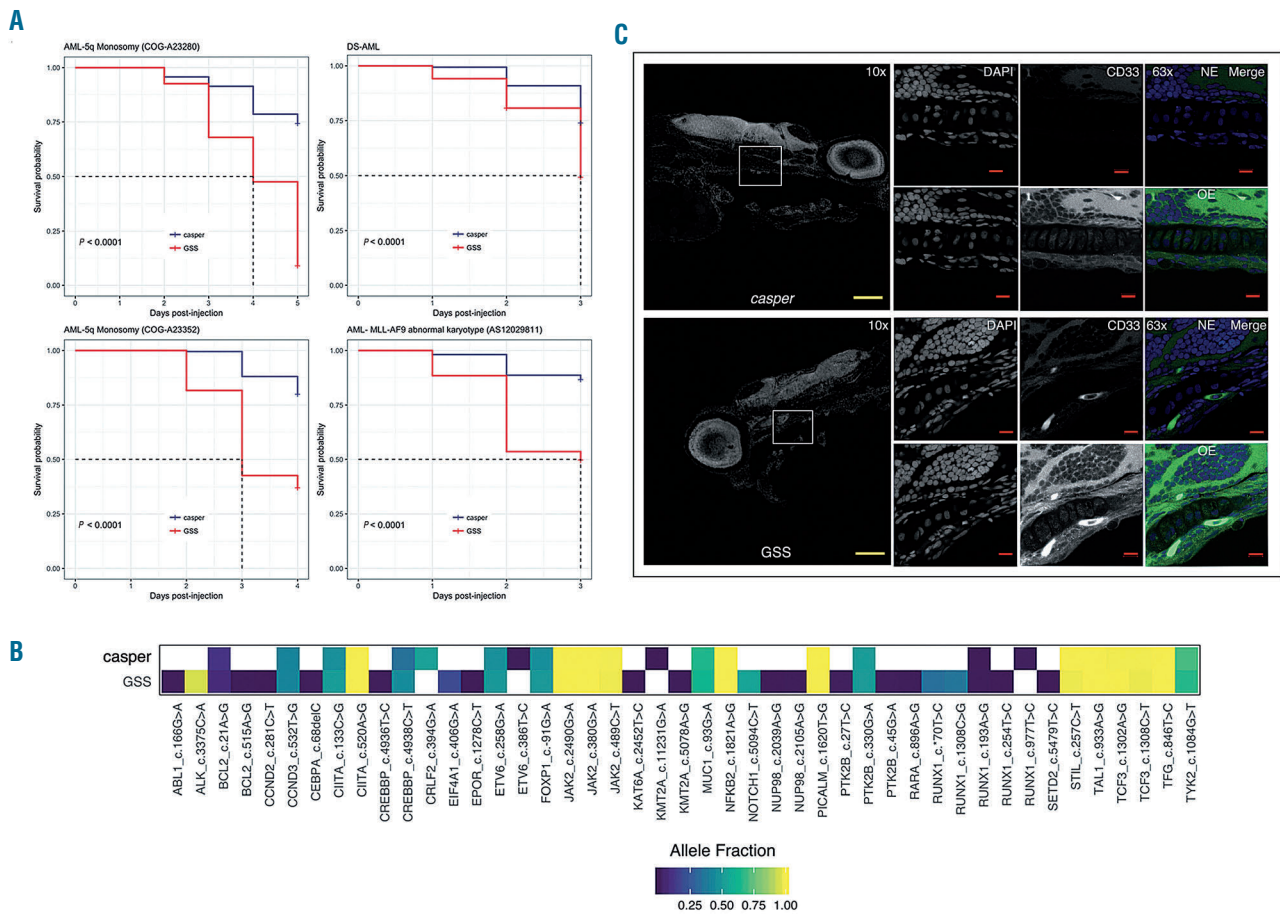 A
AML-5q Monosomy (COG-A23280)
Survival probability
1.00
0.75
0.50
0.25
0.00
P < 0.0001
casper
GSS
0 1 2 3 4 5
Days post-injection
DS-AML
Survival probability
1.00
0.75
0.50
0.25
0.00
P < 0.0001
casper
GSS
0 1 2 3
Days post-injection
AML-5q Monosomy (COG-A23352)
Survival probability
1.00
0.75
0.50
0.25
0.00
P < 0.0001
casper
GSS
0 1 2 3 4
Days post-injection
AML- MLL-AF9 abnormal karyotype (AS12029811)
Survival probability
1.00
0.75
0.50
0.25
0.00
P < 0.0001
casper
GSS
0 1 2 3
Days post-injection
C
10x
casper
DAPI
CD33
63x NE Merge
OE
10x
GSS
DAPI
CD33
63x NE Merge
OE
B
casper
GSS
ABL1_c.166G>A
ALK_c.3375C>A
BCL2_c.21A>G
BCL2_c.515A>G
CCND2_c.281C>T
CCND3_c.532T>G
CEBPA_c.68delC
CIITA_c.133C>G
CIITA_c.520A>G
CREBBP_c.4936T>C
CREBBP_c.4938C>T
CRLF2_c.394G>A
EIF4A1_c.406G>A
EPOR_c.1278C>T
ETV6_c.258G>A
ETV6_c.386T>C
FOXP1_c.-91G>A
JAK2_c.2490G>A
JAK2_c.380G>A
JAK2_c.489C>T
KAT6A_c.2452T>C
KMT2A_c.11231G>A
KMT2A_c.5078A>G
MUC1_c.93G>A
NFKB2_c.1821A>G
NOTCH1_c.5094C>T
NUP98_c.2039A>G
NUP98_c.2105A>G
PICALM_c.1620T>G
PTK2B_c.27T>C
PTK2B_c.330G>A
PTK2B_c.45G>A
RARA_c.896A>G
RUNX1_c.*70T>C
RUNX1_c.1308C>G
RUNX1_c.193A>G
RUNX1_c.254T>C
RUNX1_c.977T>C
SETD2_c.5479T>C
STIL_c.257C>T
TAL1_c.933A>G
TCF3_c.1302A>G
TCF3_c.1308C>T
TFG_c.846T>C
TYK2_c.1084G>T
Allele Fraction
0.25 0.50 0.75 1.00